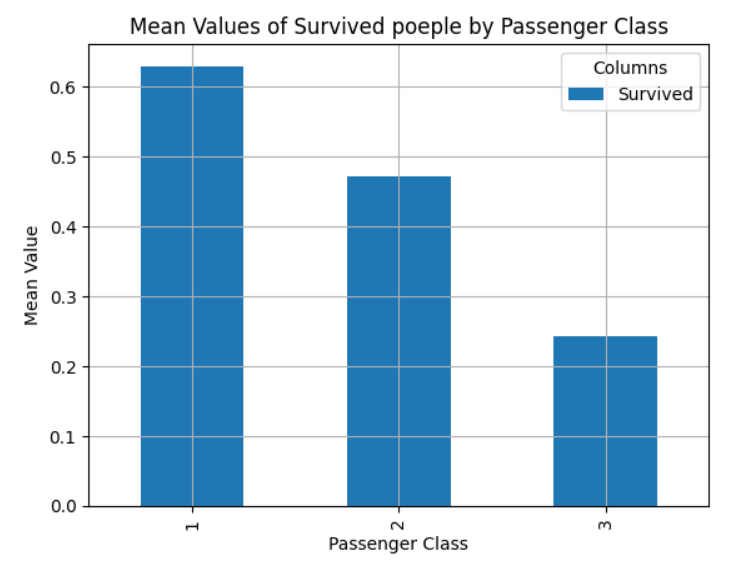 Mean Values of Survived poeple by Passenger Class
Columns
Survived
0.6
0.5
0.4
0.3
0.2
0.1
0.0
Mean Value
1
2
3
Passenger Class